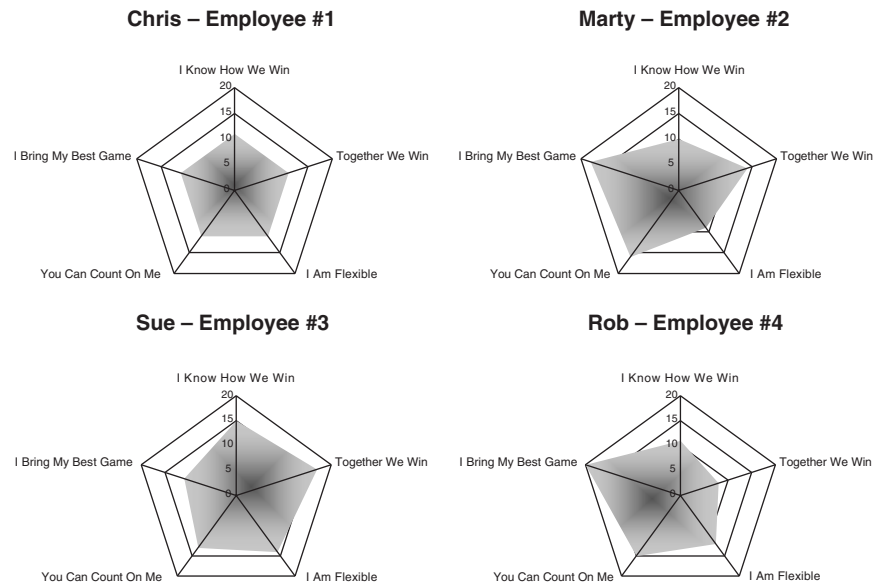 Chris – Employee #1
I Know How We Win
20
15
10
5
0
I Bring My Best Game
Together We Win
You Can Count On Me
I Am Flexible
Marty – Employee #2
I Know How We Win
20
15
10
5
0
I Bring My Best Game
Together We Win
You Can Count On Me
I Am Flexible
Sue – Employee #3
I Know How We Win
20
15
10
5
0
I Bring My Best Game
Together We Win
You Can Count On Me
I Am Flexible
Rob – Employee #4
I Know How We Win
20
15
10
5
0
I Bring My Best Game
Together We Win
You Can Count On Me
I Am Flexible